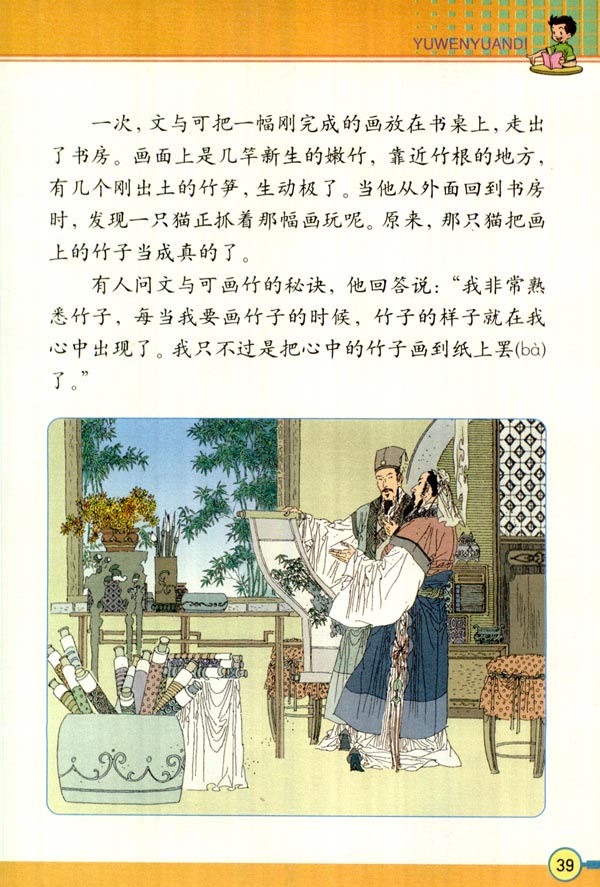 YUWENYUANDI
一次，文与可把一幅刚完成的画放在书桌上，走出
了书房。画面上是几竿新生的嫩竹，靠近竹根的地方，
有几个刚出土的竹笋，生动极了。当他从外面回到书房
时，发现一只猫正抓着那幅画玩呢。原来，那只猫把画
上的竹子当成真的了。
有人问文与可画竹的秘诀，他回答说：“我非常熟
悉竹子，每当我要画竹子的时候，竹子的样子就在我
心中出现了。我只不过是把心中的竹子画到纸上罢(bà)
了。”
39